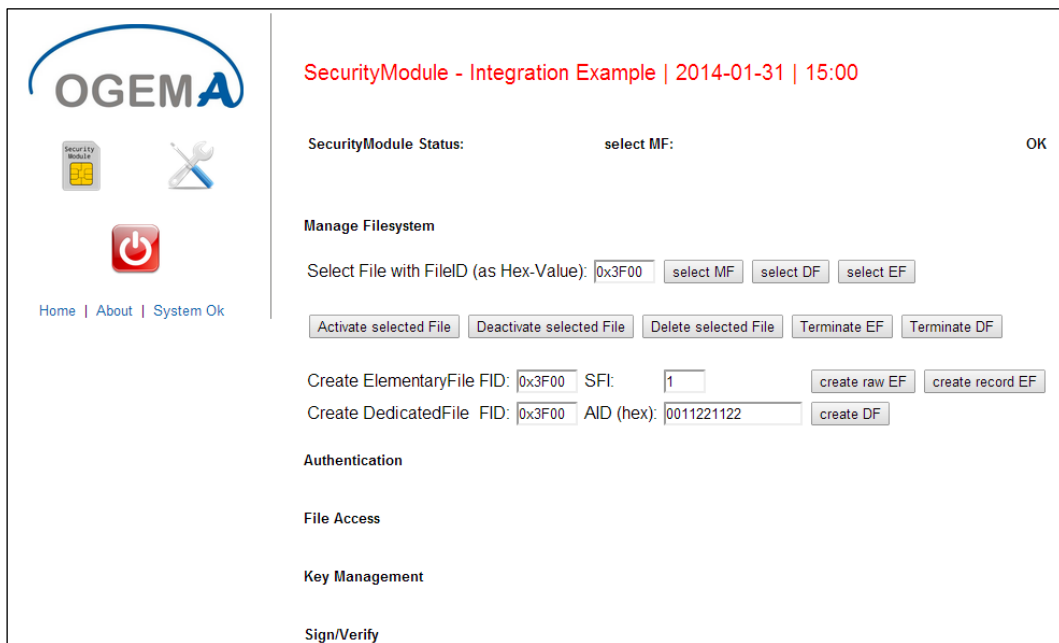 OGEMA
Security
Module
Home | About | System Ok
SecurityModule - Integration Example | 2014-01-31 | 15:00
SecurityModule Status: select MF: OK
Manage Filesystem
Select File with FileID (as Hex-Value): 0x3F00 select MF select DF select EF
Activate selected File Deactivate selected File Delete selected File Terminate EF Terminate DF
Create ElementaryFile FID: 0x3F00 SFI: 1 create raw EF create record EF
Create DedicatedFile FID: 0x3F00 AID (hex): 0011221122 create DF
Authentication
File Access
Key Management
Sign/Verify